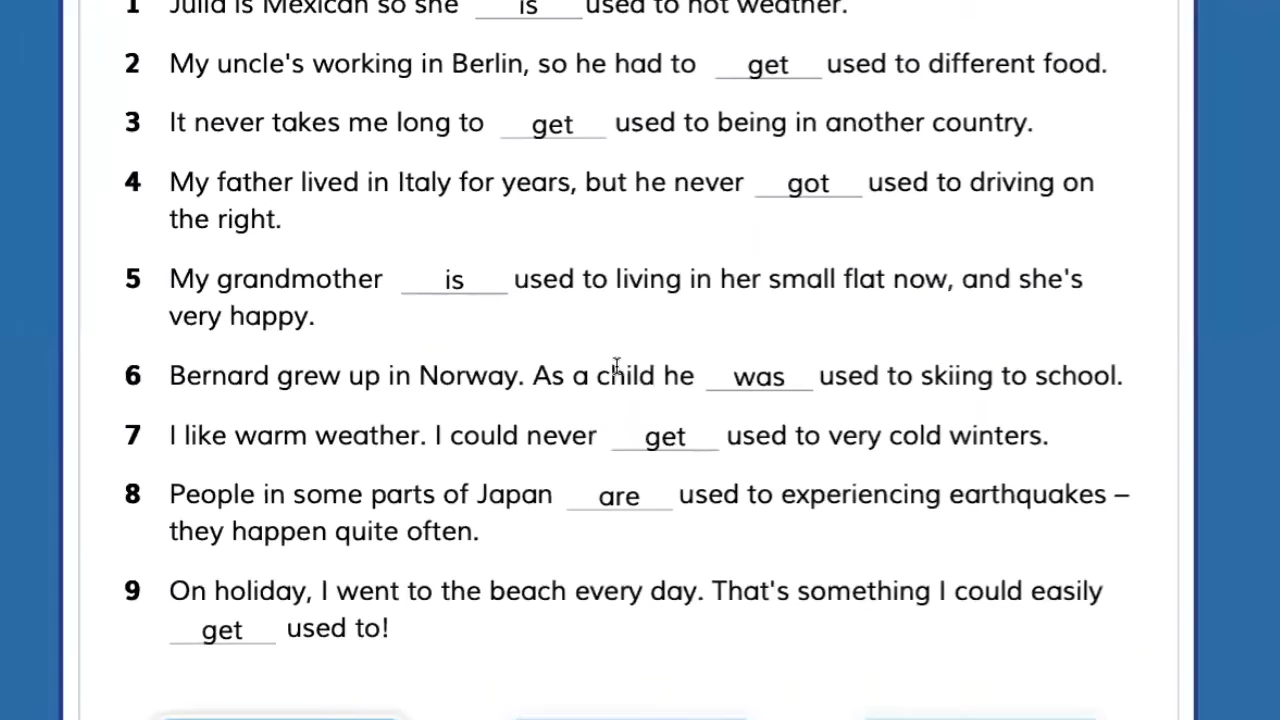 1 Julia is Mexican so she is used to hot weather.
2 My uncle's working in Berlin, so he had to get used to different food.
3 It never takes me long to get used to being in another country.
4 My father lived in Italy for years, but he never got used to driving on
the right.
5 My grandmother is used to living in her small flat now, and she's
very happy.
6 Bernard grew up in Norway. As a child he was used to skiing to school.
7 I like warm weather. I could never get used to very cold winters.
8 People in some parts of Japan are used to experiencing earthquakes –
they happen quite often.
9 On holiday, I went to the beach every day. That's something I could easily
get used to!